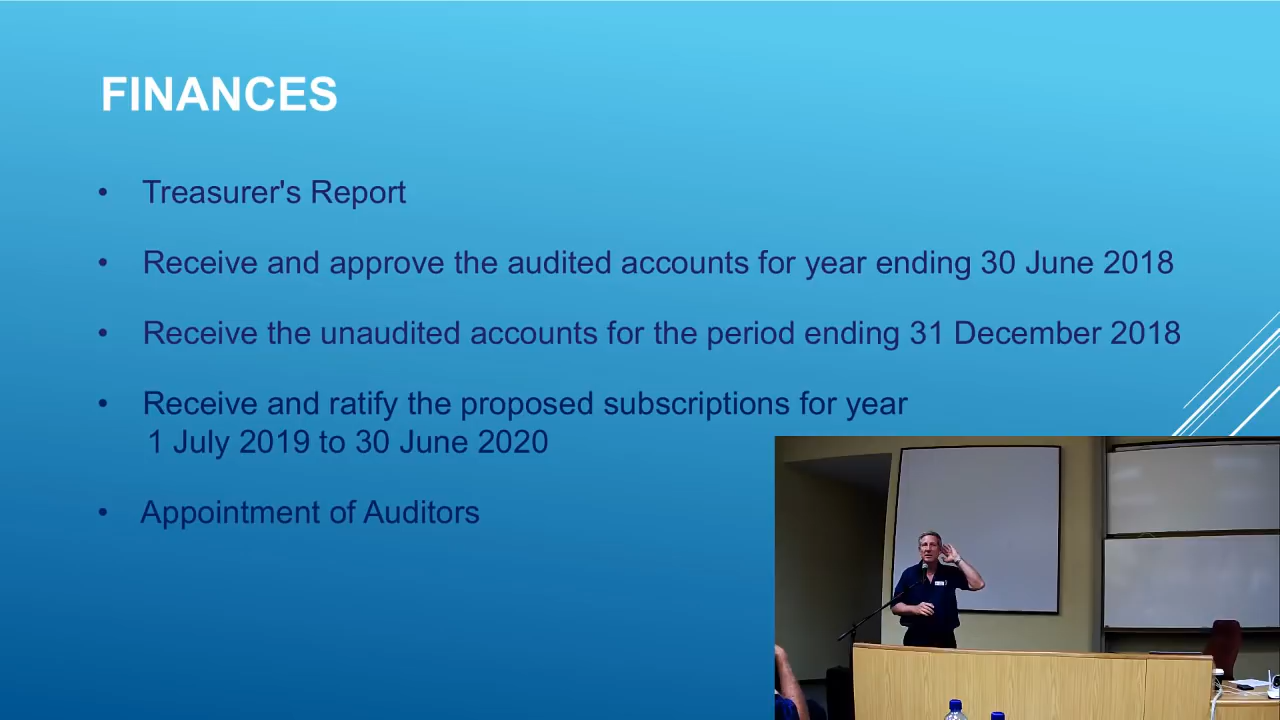 FINANCES
• Treasurer's Report
• Receive and approve the audited accounts for year ending 30 June 2018
• Receive the unaudited accounts for the period ending 31 December 2018
• Receive and ratify the proposed subscriptions for year
1 July 2019 to 30 June 2020
• Appointment of Auditors